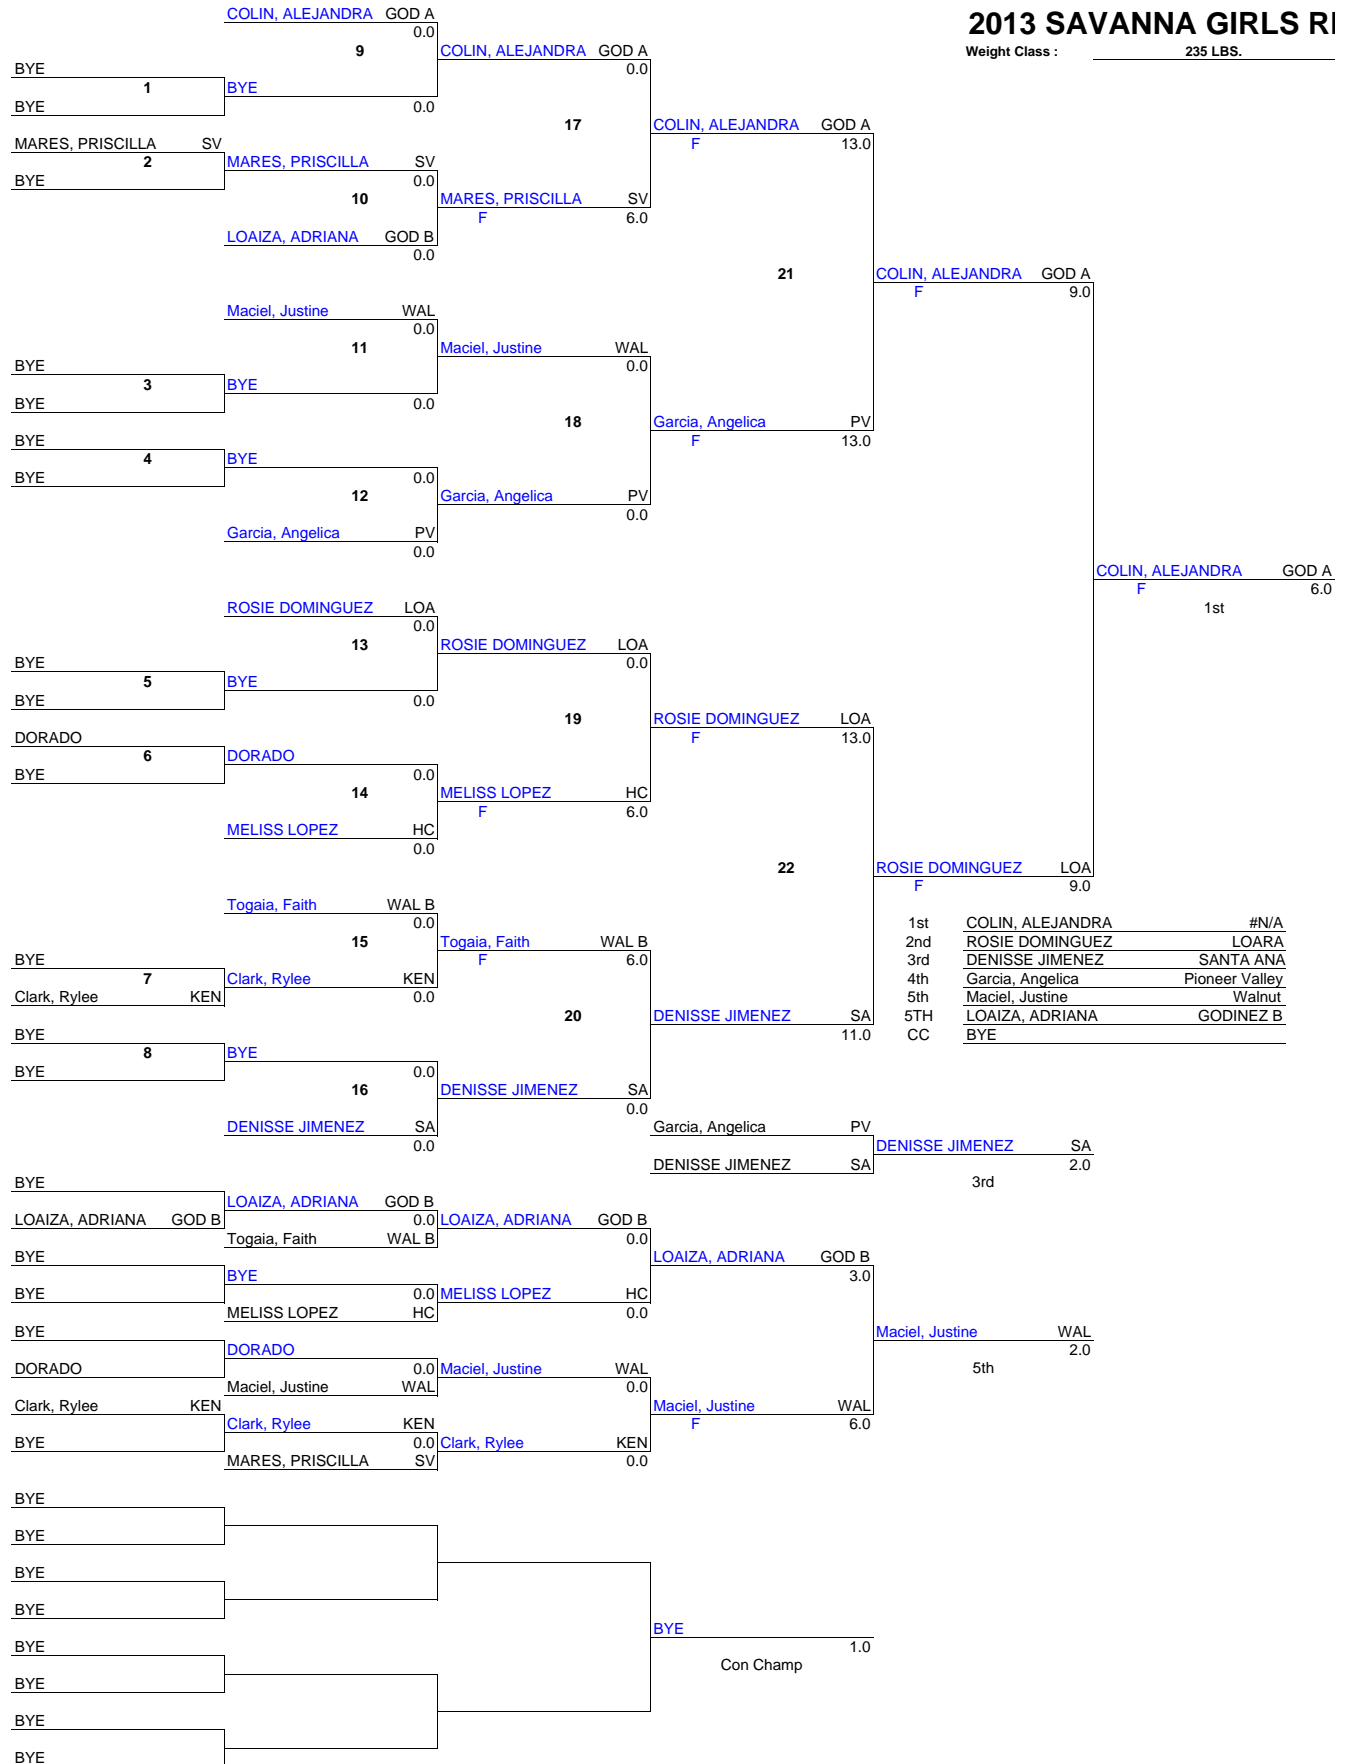 COLIN, ALEJANDRA GOD A
2013 SAVANNA GIRLS RI
0.0
9 COLIN, ALEJANDRA GOD A
Weight Class : 235 LBS.
BYE 0.0
1 BYE
BYE 0.0
17 COLIN, ALEJANDRA GOD A
MARES, PRISCILLA SV F 13.0
2 MARES, PRISCILLA SV
BYE 0.0
10 MARES, PRISCILLA SV
F 6.0
LOAIZA, ADRIANA GOD B
0.0
21 COLIN, ALEJANDRA GOD A
F 9.0
Maciel, Justine WAL
0.0
11 Maciel, Justine WAL
BYE 0.0
3 BYE
BYE 0.0
18 Garcia, Angelica PV
BYE F 13.0
4 BYE
BYE 0.0
12 Garcia, Angelica PV
0.0
Garcia, Angelica PV
0.0
COLIN, ALEJANDRA GOD A
F 6.0
1st
ROSIE DOMINGUEZ LOA
0.0
13 ROSIE DOMINGUEZ LOA
BYE 0.0
5 BYE
BYE 0.0
19 ROSIE DOMINGUEZ LOA
DORADO F 13.0
6 DORADO
BYE 0.0
14 MELISS LOPEZ HC
F 6.0
MELISS LOPEZ HC
0.0
22 ROSIE DOMINGUEZ LOA
F 9.0
Togaia, Faith WAL B
0.0
1st COLIN, ALEJANDRA #N/A
15 Togaia, Faith WAL B
2nd ROSIE DOMINGUEZ LOARA
BYE F 6.0
3rd DENISSE JIMENEZ SANTA ANA
7 Clark, Rylee KEN
4th Garcia, Angelica Pioneer Valley
Clark, Rylee KEN 0.0
5th Maciel, Justine Walnut
20 DENISSE JIMENEZ SA
5TH LOAIZA, ADRIANA GODINEZ B
BYE 11.0
CC BYE
8 BYE
BYE 0.0
16 DENISSE JIMENEZ SA
0.0
DENISSE JIMENEZ SA
Garcia, Angelica PV
0.0
DENISSE JIMENEZ SA
2.0
DENISSE JIMENEZ SA
3rd
BYE
LOAIZA, ADRIANA GOD B
LOAIZA, ADRIANA GOD B 0.0 LOAIZA, ADRIANA GOD B
Togaia, Faith WAL B 0.0
BYE
LOAIZA, ADRIANA GOD B
BYE 3.0
BYE 0.0 MELISS LOPEZ HC
MELISS LOPEZ HC 0.0
BYE
Maciel, Justine WAL
DORADO 2.0
DORADO 0.0 Maciel, Justine WAL
5th
Maciel, Justine WAL 0.0
Clark, Rylee KEN
Maciel, Justine WAL
Clark, Rylee KEN F 6.0
BYE 0.0 Clark, Rylee KEN
MARES, PRISCILLA SV 0.0
BYE
BYE
BYE
BYE
BYE
1.0
BYE
Con Champ
BYE
BYE
BYE